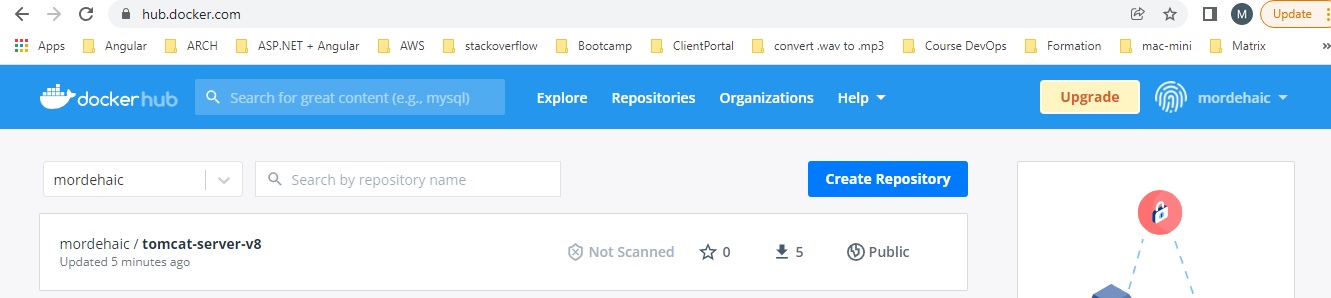 hub.docker.com
M
Update
Apps Angular ARCH ASP.NET + Angular AWS stackoverflow Bootcamp ClientPortal convert .wav to .mp3 Course DevOps Formation mac-mini Matrix »
dockerhub Search for great content (e.g., mysql) Explore Repositories Organizations Help Upgrade mordehaic
mordehaic Search by repository name Create Repository
mordehaic / tomcat-server-v8 Not Scanned 0 5 Public
Updated 5 minutes ago